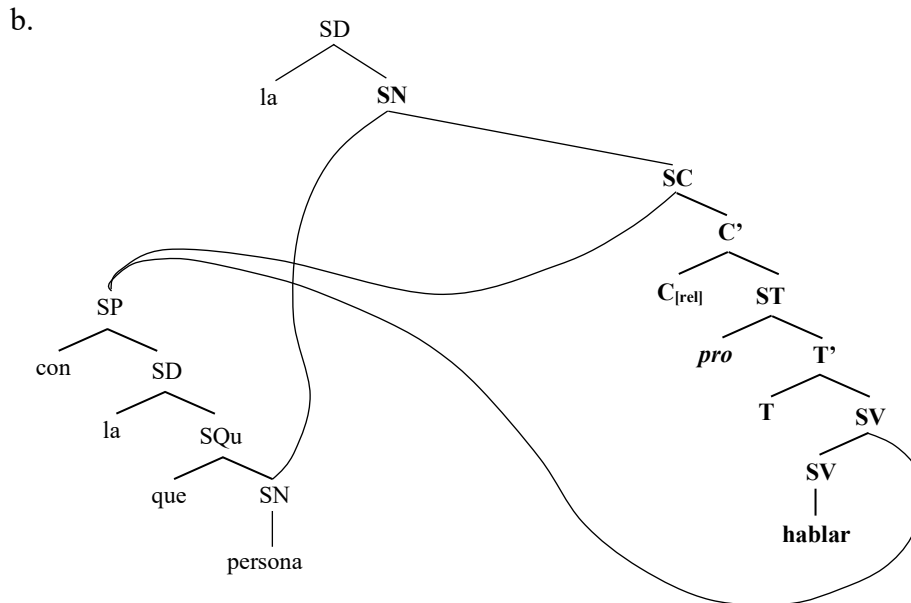 b.
SD
la
SN
SC
C’
C[rel]
ST
SP
pro
T’
con
SD
T
SV
la
SQu
SV
que
SN
hablar
persona